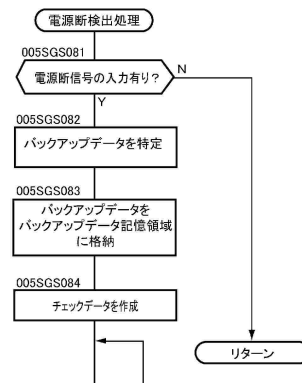 電源断検出処理
005SGS081
電源断信号の入力有り?
N
Y
005SGS082
バックアップデータを特定
005SGS083
バックアップデータを
バックアップデータ記憶領域
に格納
005SGS084
チェックデータを作成
リターン